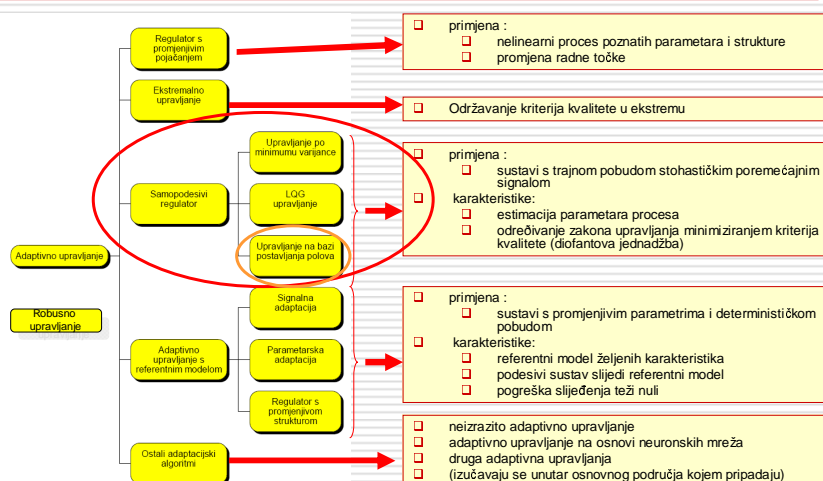 Regulator s
promjenjivim
pojačanjem
primjena :
nelinearni proces poznatih parametara i strukture
promjena radne točke
Ekstremalno
upravljanje
Održavanje kriterija kvalitete u ekstremu
Upravljanje po
minimumu varijance
Samopodesivi
regulator
LQG
upravljanje
Upravljanje na bazi
postavljanja polova
primjena :
sustavi s trajnom pobudom stohastičkim poremećajnim
signalom
karakteristike:
estimacija parametara procesa
određivanje zakona upravljanja minimiziranjem kriterija
kvalitete (diofantova jednadžba)
Adaptivno upravljanje
Robusno
upravljanje
Signalna
adaptacija
Adaptivno
upravljanje s
referentnim modelom
Parametarska
adaptacija
Regulator s
promjenjivom
strukturom
primjena :
sustavi s promjenjivim parametrima i determinističkom
pobudom
karakteristike:
referentni model željenih karakteristika
podesivi sustav slijedi referentni model
pogreška slijeđenja teži nuli
Ostali adaptacijski
algoritmi
neizrazito adaptivno upravljanje
adaptivno upravljanje na osnovi neuronskih mreža
druga adaptivna upravljanja
(izučavaju se unutar osnovnog područja kojem pripadaju)